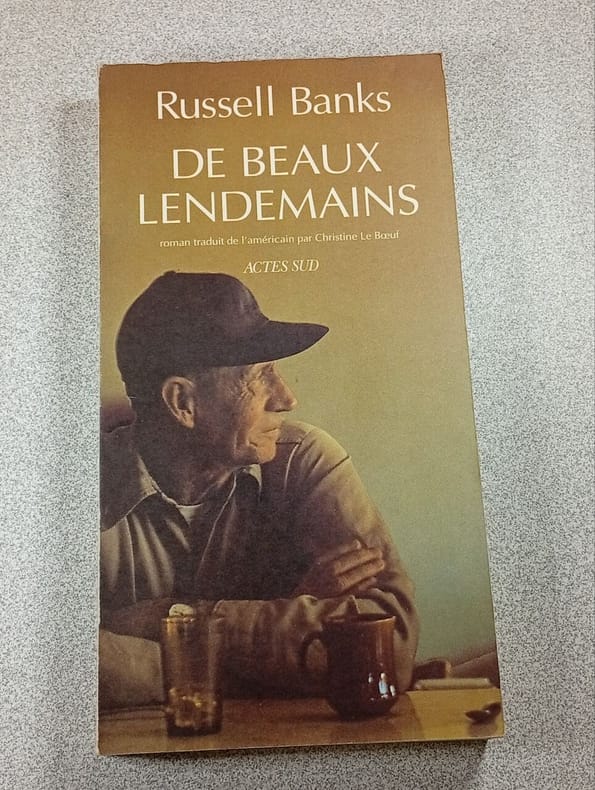 Russell Banks
DE BEAUX
LENDEMAINS
roman traduit de l'américain par Christine Le Bœuf
ACTES SUD